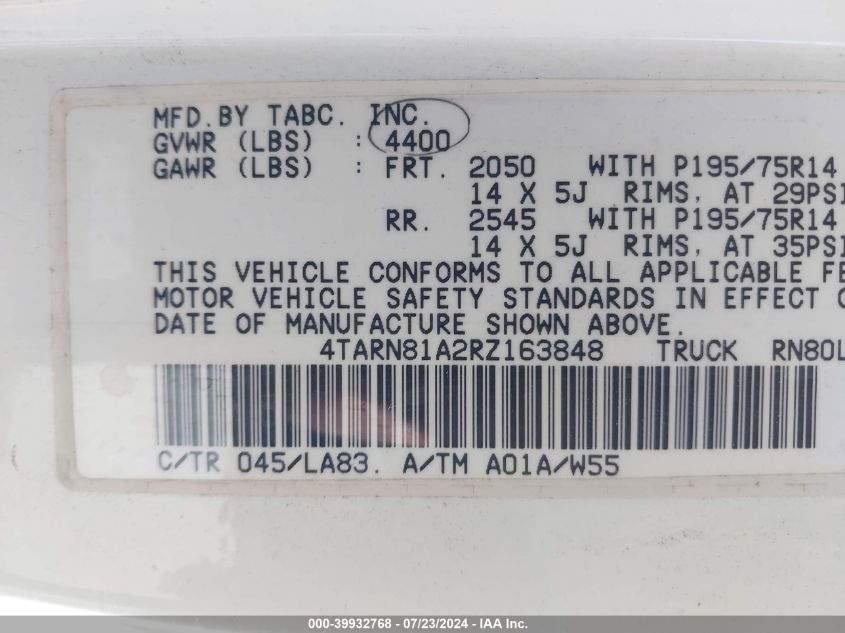 MFD.BY TABC. INC.
GVWR (LBS) : 4400
GAWR (LBS) : FRT. 2050 WITH P195/75R14
14 X 5J RIMS, AT 29PSI
RR. 2545 WITH P195/75R14
14 X 5J RIMS, AT 35PSI
THIS VEHICLE CONFORMS TO ALL APPLICABLE FE
MOTOR VEHICLE SAFETY STANDARDS IN EFFECT O
DATE OF MANUFACTURE SHOWN ABOVE.
4TARN81A2RZ163848 TRUCK RN80L
C/TR 045/LA83. A/TM A01A/W55
000-39932768 - 07/23/2024 - IAA Inc.